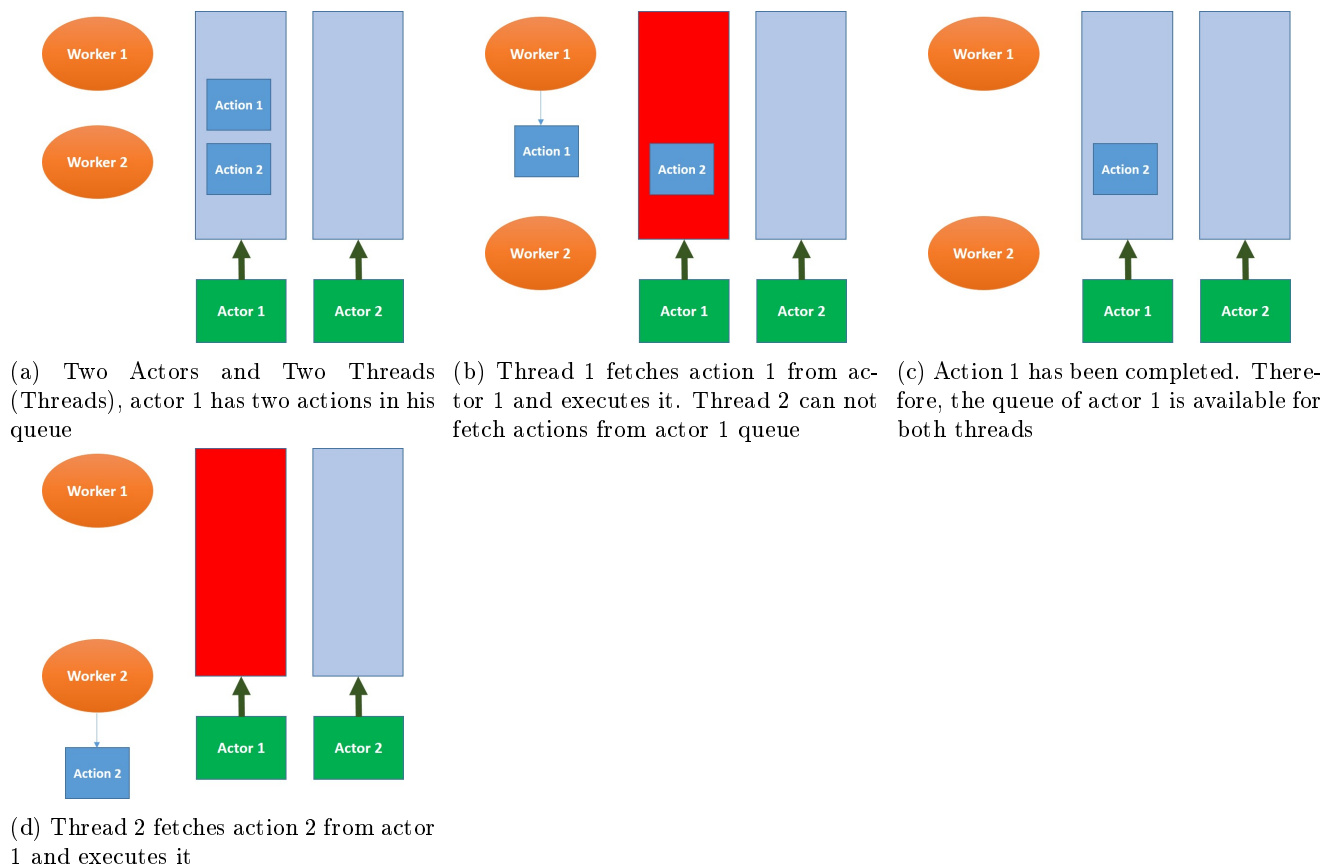 Worker 1
Action 1
Worker 2
Action 2
Actor 1
Actor 2
(a) Two Actors and Two Threads
(Threads), actor 1 has two actions in his
queue
Worker 1
Action 1
Action 2
Worker 2
Actor 1
Actor 2
(b) Thread 1 fetches action 1 from ac-
tor 1 and executes it. Thread 2 can not
fetch actions from actor 1 queue
Worker 1
Action 2
Worker 2
Actor 1
Actor 2
(c) Action 1 has been completed. There-
fore, the queue of actor 1 is available for
both threads
Worker 1
Worker 2
Actor 1
Actor 2
Action 2
(d) Thread 2 fetches action 2 from actor
1 and executes it